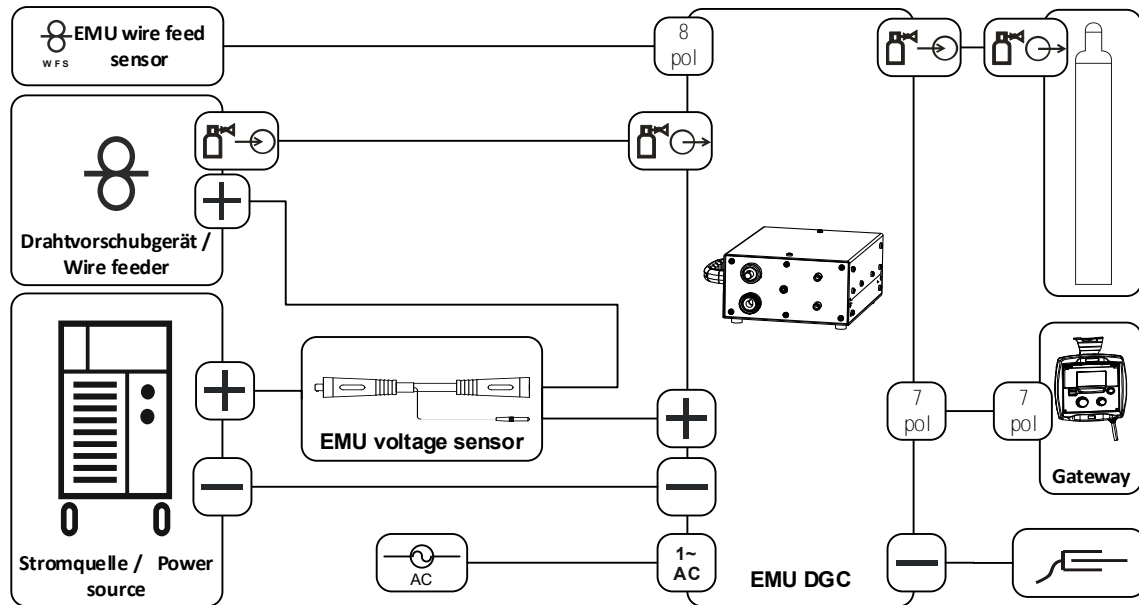 EMU wire feed
sensor
WFS
8
pol
Drahtvorschubgerät /
Wire feeder
EMU voltage sensor
7
pol
7
pol
Gateway
Stromquelle / Power
source
AC
1~
AC
EMU DGC